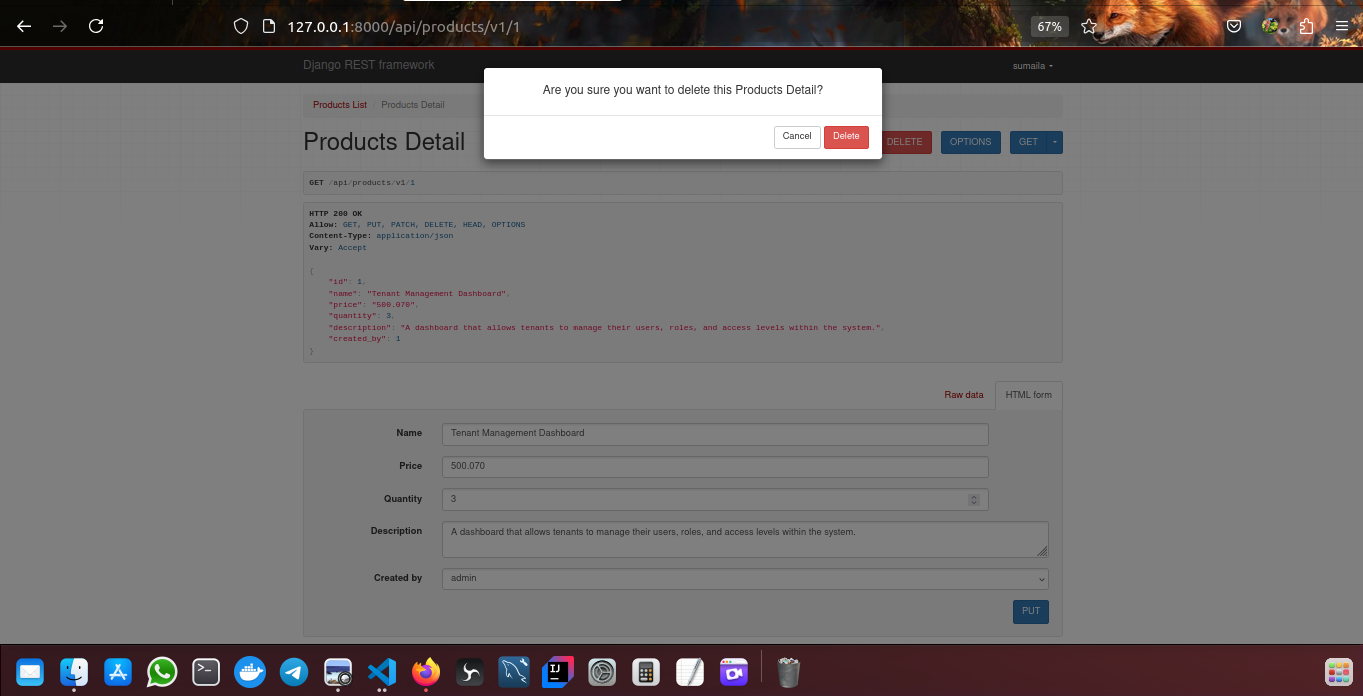 127.0.0.1:8000/api/products/v1/1
67%
Django REST framework
sumaila
Are you sure you want to delete this Products Detail?
Cancel
Delete
Products List / Products Detail
Products Detail
DELETE
OPTIONS
GET
GET /api/products/v1/1
HTTP 200 OK
Allow: GET, PUT, PATCH, DELETE, HEAD, OPTIONS
Content-Type: application/json
Vary: Accept
{
"id": 1,
"name": "Tenant Management Dashboard",
"price": "500.070",
"quantity": 3,
"description": "A dashboard that allows tenants to manage their users, roles, and access levels within the system.",
"created_by": 1
}
Raw data
HTML form
Name
Tenant Management Dashboard
Price
500.070
Quantity
3
Description
A dashboard that allows tenants to manage their users, roles, and access levels within the system.
Created by
admin
PUT
IJ